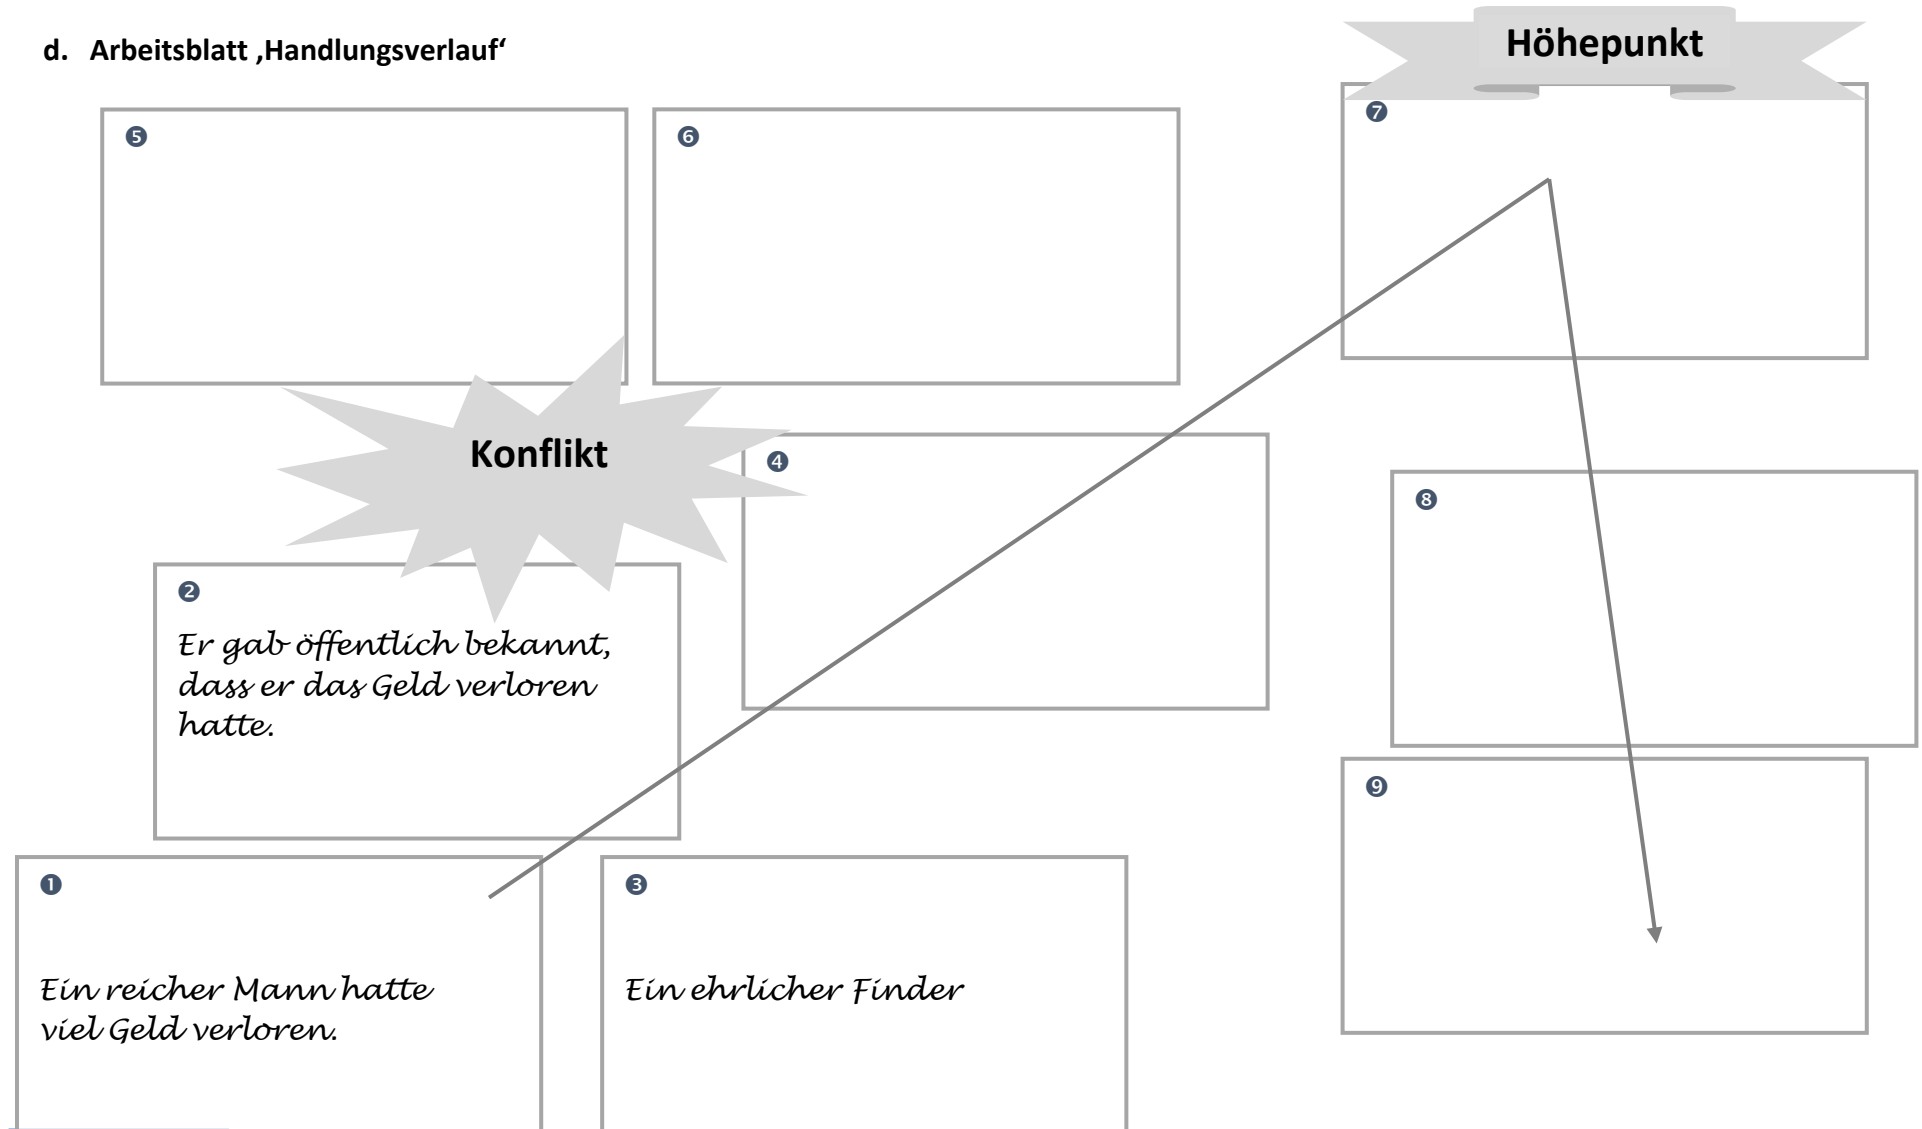 d. Arbeitsblatt ‚Handlungsverlauf‘
Höhepunkt
❺
❻
❼
Konflikt
❹
❽
❷
Er gab öffentlich bekannt,
dass er das Geld verloren
hatte.
❾
❶
Ein reicher Mann hatte
viel Geld verloren.
❸
Ein ehrlicher Finder